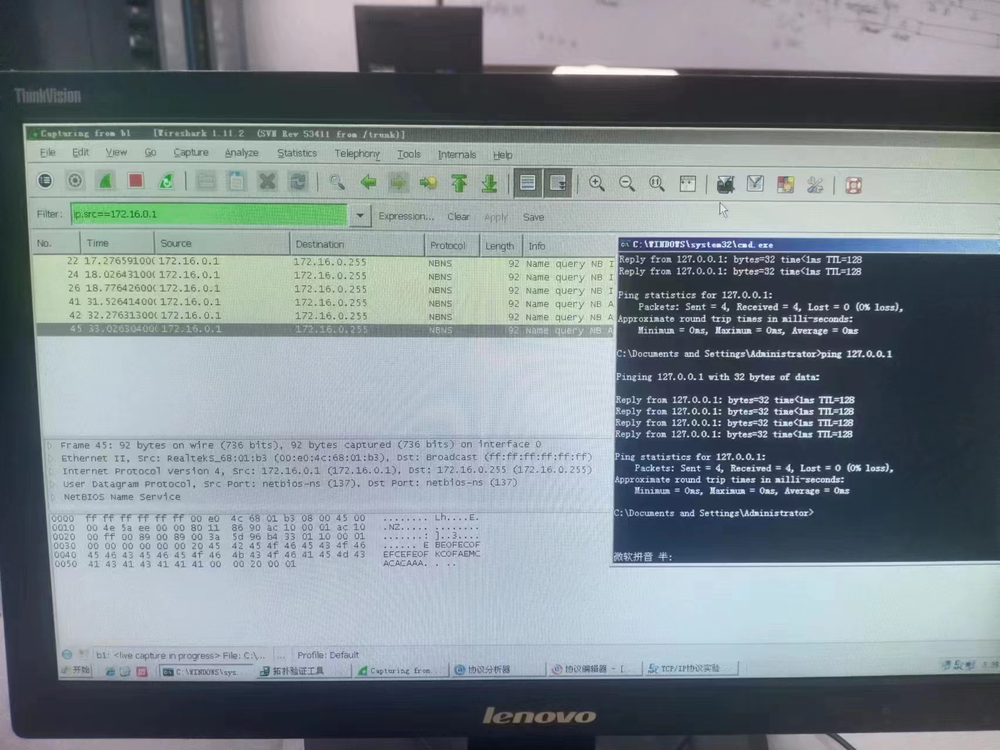 ThinkVision
Capturing from b1 [Wireshark 1.11.2 (SVN Rev 53411 from /trunk)]
File Edit View Go Capture Analyze Statistics Telephony Tools Internals Help
Filter: ip.src==172.16.0.1 Expression... Clear Apply Save
No. Time Source Destination Protocol Length Info
22 17.276591000 172.16.0.1 172.16.0.255 NBNS 92 Name query NB I
24 18.026431000 172.16.0.1 172.16.0.255 NBNS 92 Name query NB I
26 18.776426000 172.16.0.1 172.16.0.255 NBNS 92 Name query NB I
41 31.526414000 172.16.0.1 172.16.0.255 NBNS 92 Name query NB A
42 32.276313000 172.16.0.1 172.16.0.255 NBNS 92 Name query NB A
45 33.026304000 172.16.0.1 172.16.0.255 NBNS 92 Name query NB A
Frame 45: 92 bytes on wire (736 bits), 92 bytes captured (736 bits) on interface 0
Ethernet II, Src: RealtekS_68:01:b3 (00:e0:4c:68:01:b3), Dst: Broadcast (ff:ff:ff:ff:ff:ff)
Internet Protocol Version 4, Src: 172.16.0.1 (172.16.0.1), Dst: 172.16.0.255 (172.16.0.255)
User Datagram Protocol, Src Port: netbios-ns (137), Dst Port: netbios-ns (137)
NetBIOS Name Service
0000 ff ff ff ff ff ff 00 e0 4c 68 01 b3 08 00 45 00 ........ Lh....E.
0010 00 4e 5a ee 00 00 80 11 86 90 ac 10 00 01 ac 10 .NZ..... ........
0020 00 ff 00 89 00 89 00 3a 5d 96 b4 33 01 10 00 01 .......: ]..3....
0030 00 00 00 00 00 00 20 45 42 45 4f 46 45 43 4f 46 ...... E BEOFECOF
0040 45 46 43 45 46 45 4f 46 4b 43 4f 46 41 45 4d 43 EFCEFEOF KCOFAEMC
0050 41 43 41 43 41 41 41 00 00 20 00 01 ACACAAA. . ..
C:\WINDOWS\system32\cmd.exe
Reply from 127.0.0.1: bytes=32 time<1ms TTL=128
Reply from 127.0.0.1: bytes=32 time<1ms TTL=128
Ping statistics for 127.0.0.1:
Packets: Sent = 4, Received = 4, Lost = 0 (0% loss),
Approximate round trip times in milli-seconds:
Minimum = 0ms, Maximum = 0ms, Average = 0ms
C:\Documents and Settings\Administrator>ping 127.0.0.1
Pinging 127.0.0.1 with 32 bytes of data:
Reply from 127.0.0.1: bytes=32 time<1ms TTL=128
Reply from 127.0.0.1: bytes=32 time<1ms TTL=128
Reply from 127.0.0.1: bytes=32 time<1ms TTL=128
Reply from 127.0.0.1: bytes=32 time<1ms TTL=128
Ping statistics for 127.0.0.1:
Packets: Sent = 4, Received = 4, Lost = 0 (0% loss),
Approximate round trip times in milli-seconds:
Minimum = 0ms, Maximum = 0ms, Average = 0ms
C:\Documents and Settings\Administrator>
微软拼音 半:
b1: <live capture in progress> File: C:\... ... Profile: Default
开始 C:\WINDOWS\sys... 拓扑验证工具 Capturing from... 协议分析器 协议编辑器 - [... TCP/IP协议实验
lenovo